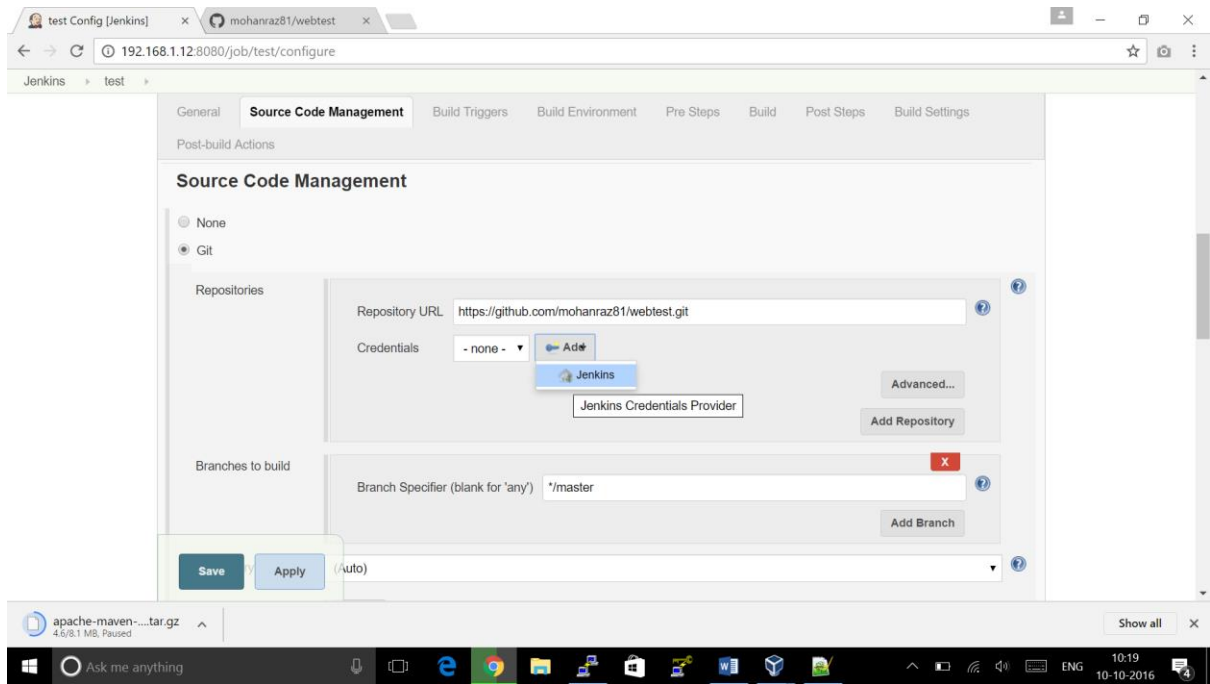 test Config [Jenkins]
mohanraz81/webtest
192.168.1.12:8080/job/test/configure
Jenkins test
General Source Code Management Build Triggers Build Environment Pre Steps Build Post Steps Build Settings
Post-build Actions
Source Code Management
None
Git
Repositories
Repository URL https://github.com/mohanraz81/webtest.git
Credentials - none - Add
Jenkins
Jenkins Credentials Provider
Advanced...
Add Repository
Branches to build
X
Branch Specifier (blank for 'any') */master
Add Branch
Save Apply (Auto)
apache-maven-....tar.gz
4.6/8.1 MB, Paused
Show all
Ask me anything
ENG
10:19
10-10-2016
4